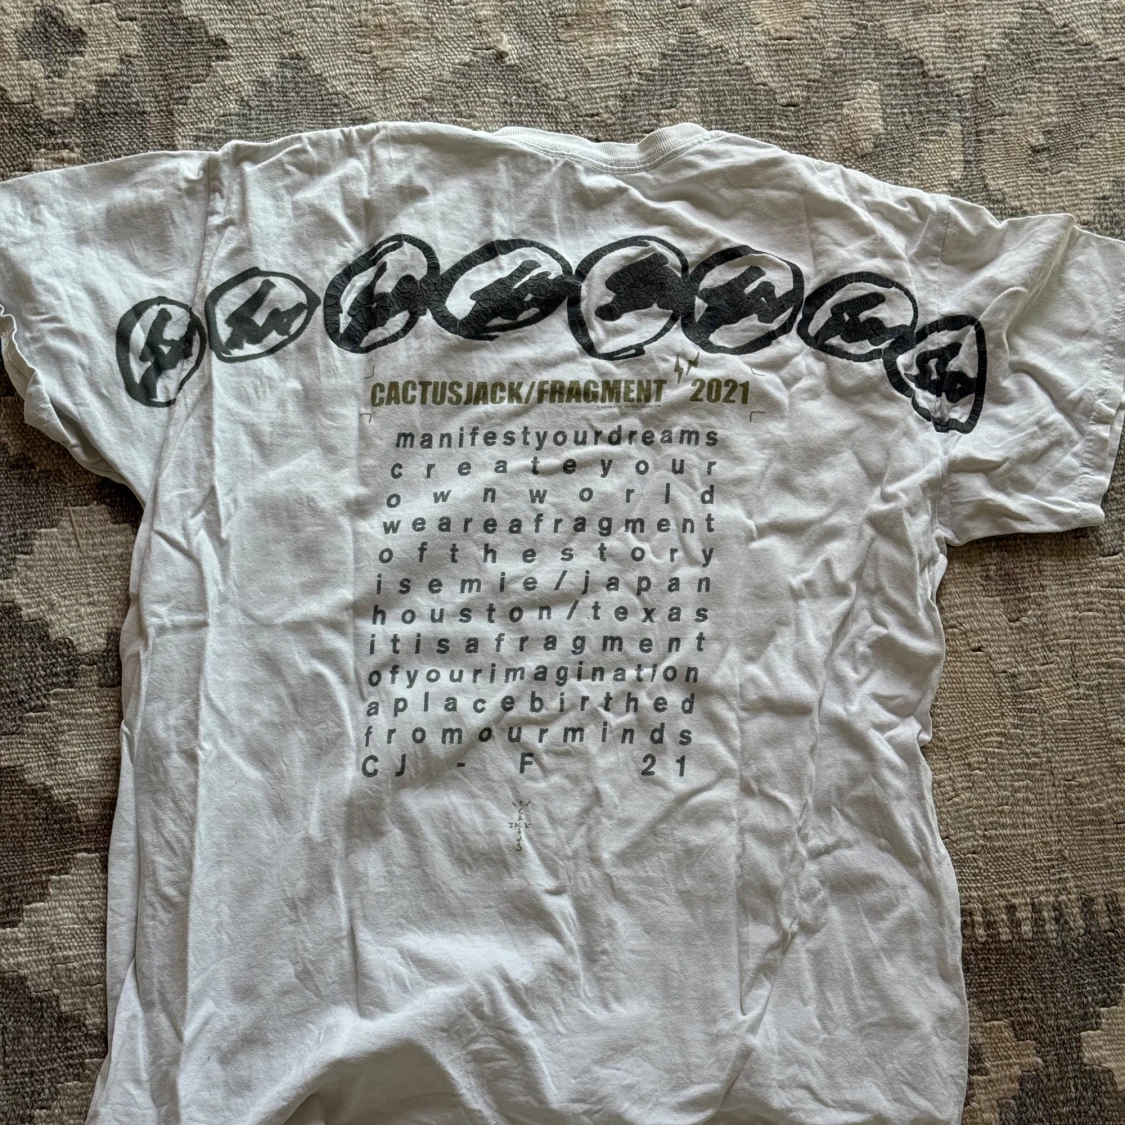 CACTUSJACK/FRAGMENT 2021
manifestyourdreams
createyour
ownworld
weareafragment
ofthestory
isemie/japan
houston/texas
itisafragment
ofyourimagination
aplacebirthed
fromourminds
CJ - F 21